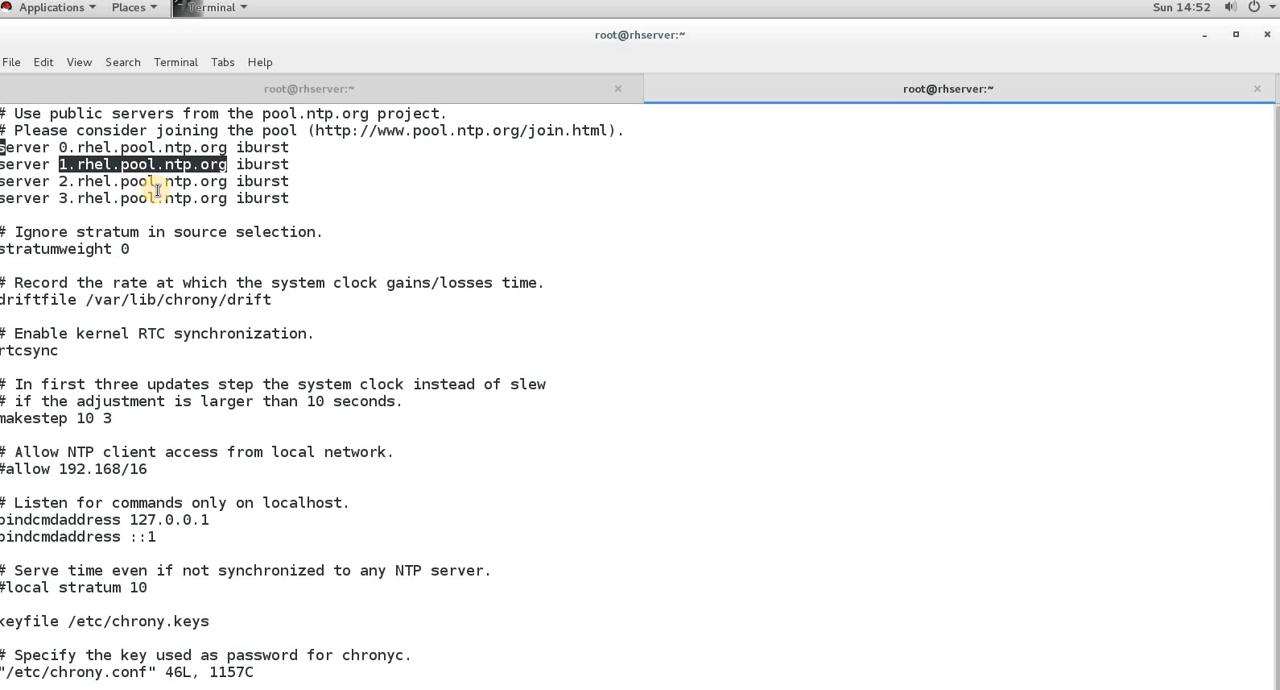 Applications Places Terminal Sun 14:52
root@rhserver:~
File Edit View Search Terminal Tabs Help
root@rhserver:~ × root@rhserver:~ ×
# Use public servers from the pool.ntp.org project.
# Please consider joining the pool (http://www.pool.ntp.org/join.html).
server 0.rhel.pool.ntp.org iburst
server 1.rhel.pool.ntp.org iburst
server 2.rhel.pool.ntp.org iburst
server 3.rhel.pool.ntp.org iburst
# Ignore stratum in source selection.
stratumweight 0
# Record the rate at which the system clock gains/losses time.
driftfile /var/lib/chrony/drift
# Enable kernel RTC synchronization.
rtcsync
# In first three updates step the system clock instead of slew
# if the adjustment is larger than 10 seconds.
makestep 10 3
# Allow NTP client access from local network.
#allow 192.168/16
# Listen for commands only on localhost.
bindcmdaddress 127.0.0.1
bindcmdaddress ::1
# Serve time even if not synchronized to any NTP server.
#local stratum 10
keyfile /etc/chrony.keys
# Specify the key used as password for chronyc.
"/etc/chrony.conf" 46L, 1157C